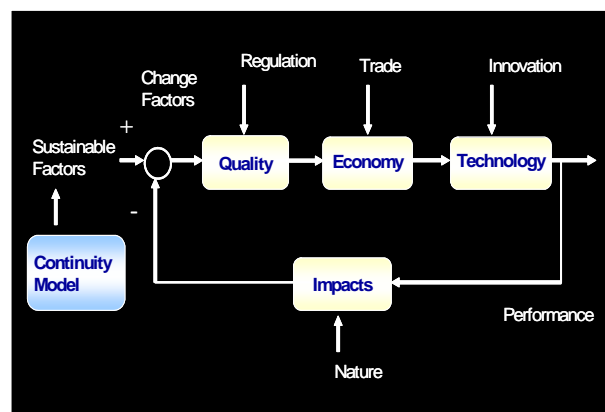 Regulation
Trade
Innovation
Change
Factors
+
Sustainable
Factors
Quality
Economy
Technology
-
Continuity
Model
Impacts
Performance
Nature